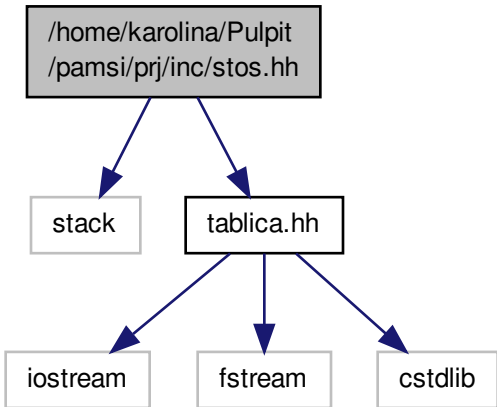 /home/karolina/Pulpit
/pamsi/prj/inc/stos.hh
stack
tablica.hh
iostream
fstream
cstdlib